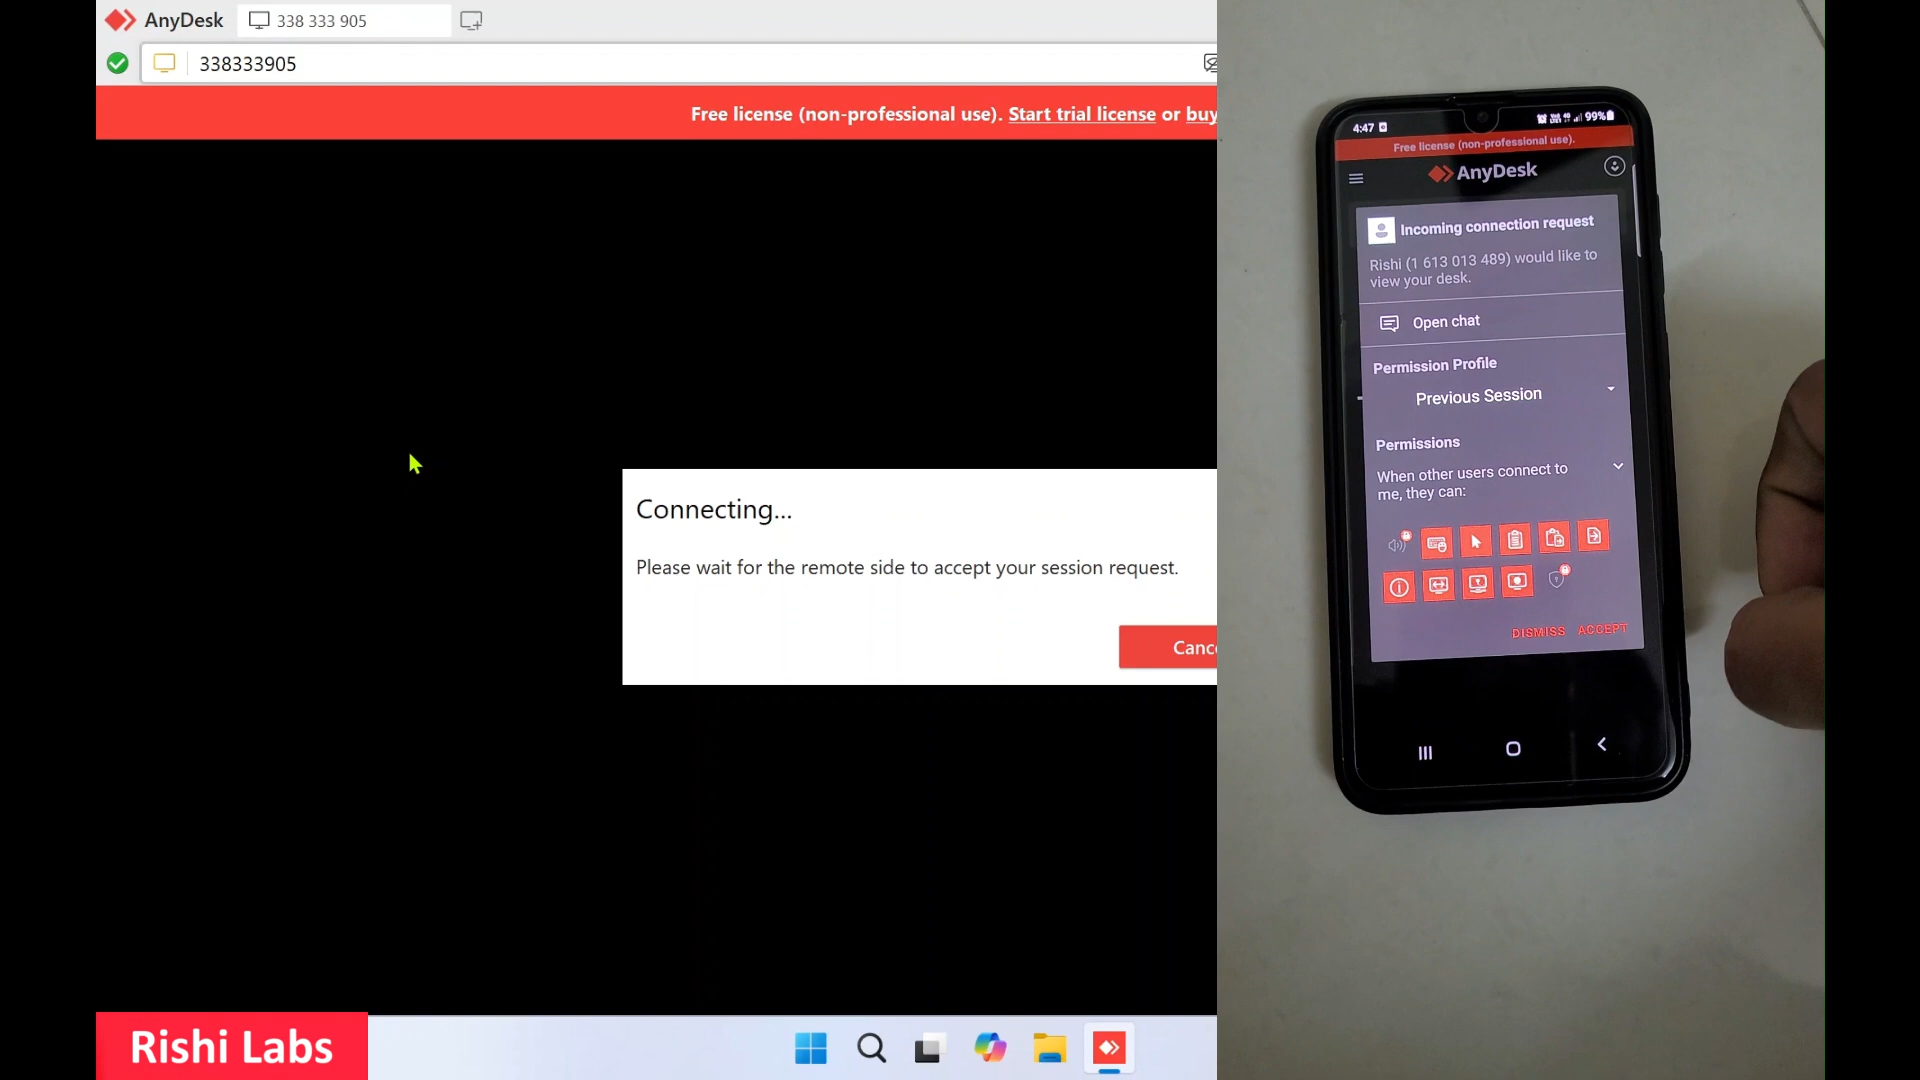 AnyDesk
338 333 905
338333905
Free license (non-professional use). Start trial license or buy
Connecting...
Please wait for the remote side to accept your session request.
Canc
Rishi Labs
4:47
99%
Free license (non-professional use).
AnyDesk
Incoming connection request
Rishi (1 613 013 489) would like to
view your desk.
Open chat
Permission Profile
Previous Session
Permissions
When other users connect to
me, they can:
DISMISS ACCEPT